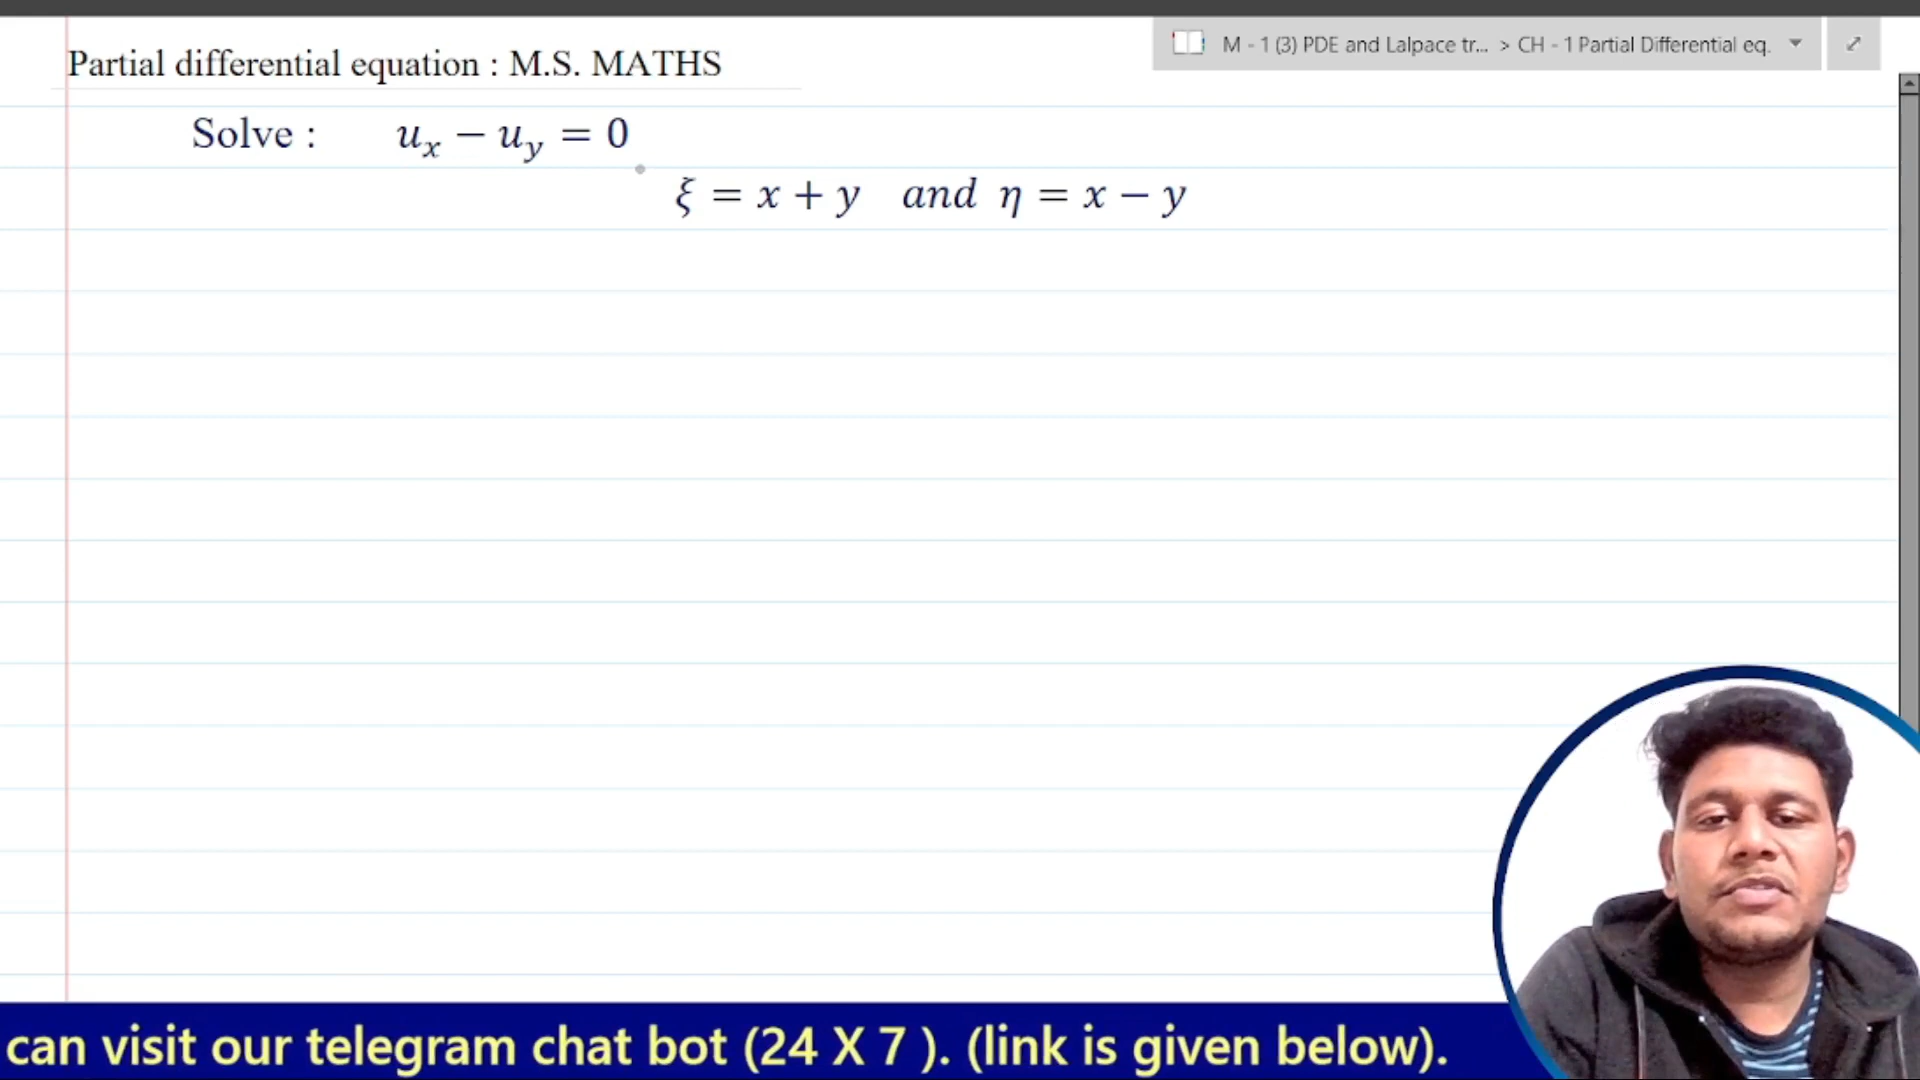 Partial differential equation : M.S. MATHS
M - 1 (3) PDE and Lalpace tr... > CH - 1 Partial Differential eq.
Solve : uₓ − u_y = 0
ξ = x + y and η = x − y
can visit our telegram chat bot (24 X 7 ). (link is given below).